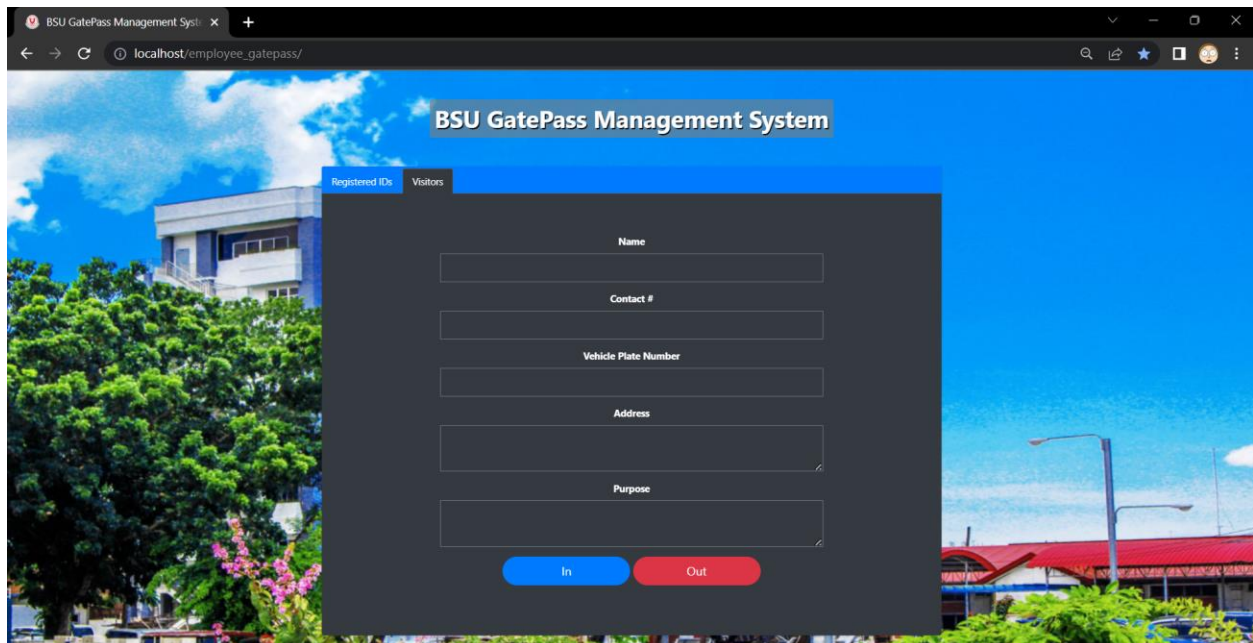 BSU GatePass Management Syst
localhost/employee_gatepass/
BSU GatePass Management System
Registered IDs Visitors
Name
Contact #
Vehicle Plate Number
Address
Purpose
In Out